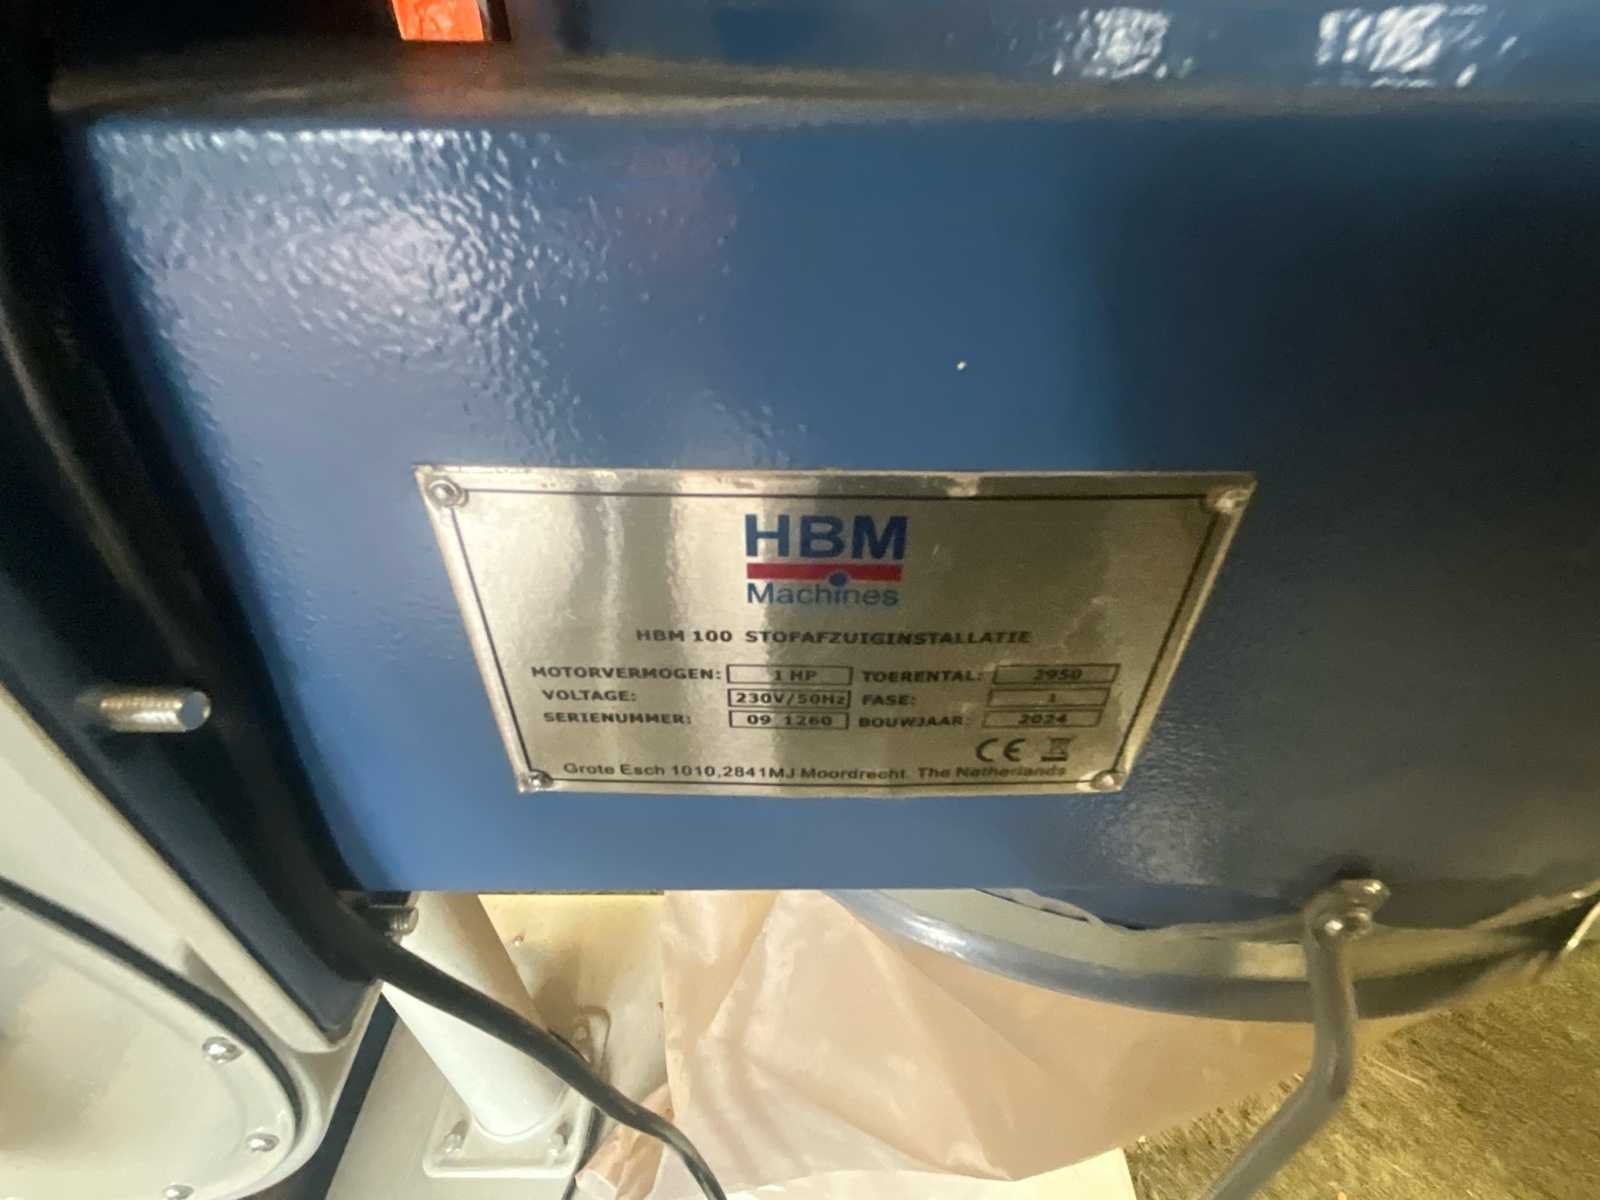 HBM
Machines
HBM 100 STOFAFZUIGINSTALLATIE
MOTORVERMOGEN: 1 HP TOERENTAL: 2950
VOLTAGE: 230V/50Hz FASE: 1
SERIENUMMER: 09 1260 BOUWJAAR: 2024
CE
Grote Esch 1010,2841MJ Moordrecht. The Netherlands